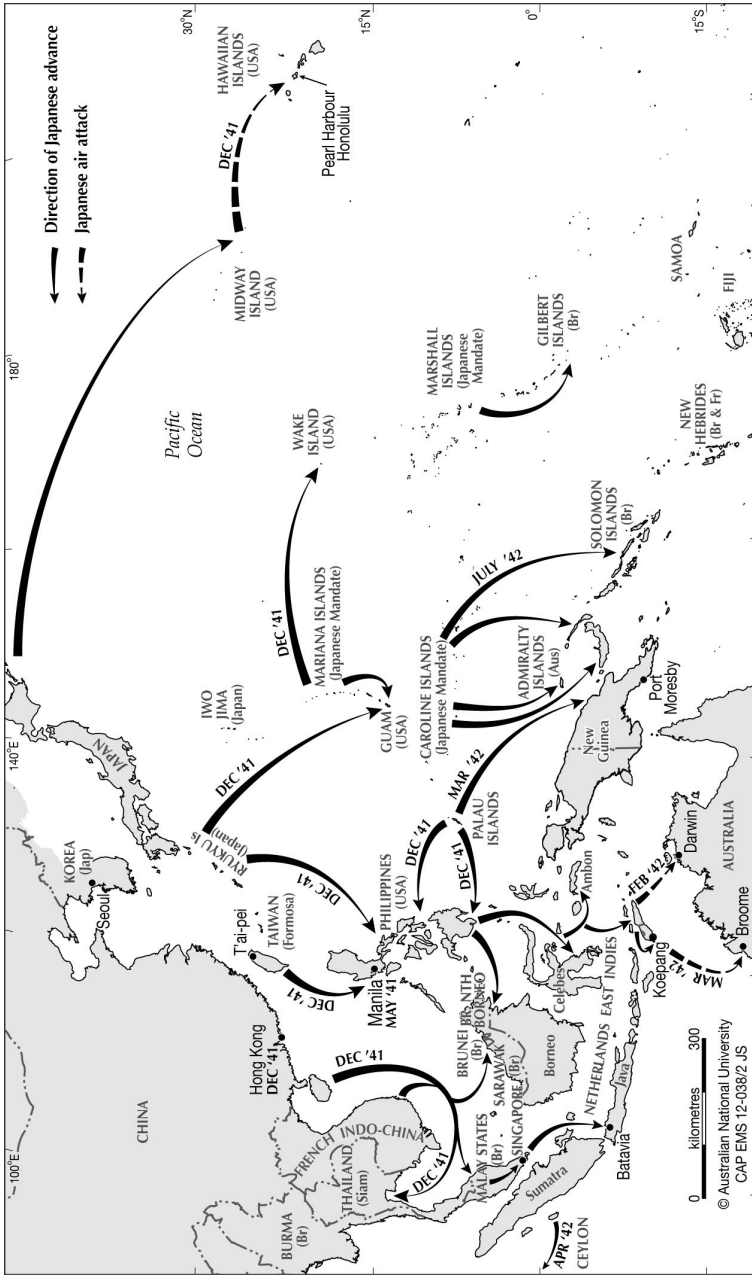 30°N
15°N
0°
15°S
Direction of Japanese advance
Japanese air attack
HAWAIIAN
ISLANDS
(USA)
DEC '41
Pearl Harbour
Honolulu
MIDWAY
ISLAND
(USA)
180°
Pacific
Ocean
WAKE
ISLAND
(USA)
MARSHALL
ISLANDS
(Japanese
Mandate)
GILBERT
ISLANDS
(Br)
SAMOA
FIJI
NEW
HEBRIDES
(Br & Fr)
SOLOMON
ISLANDS
(Br)
JULY '42
DEC '41
MARIANA ISLANDS
(Japanese Mandate)
IWO
JIMA
(Japan)
GUAM
(USA)
CAROLINE ISLANDS
(Japanese Mandate)
ADMIRALTY
ISLANDS
(Aus)
Port
Moresby
New
Guinea
140°E
JAPAN
DEC '41
MAR '42
PALAU
ISLANDS
DEC '41
DEC '41
RYUKYU Is
(Japan)
KOREA
(Jap)
Seoul
DEC '41
PHILIPPINES
(USA)
T'ai-pei
TAIWAN
(Formosa)
DEC '41
Manila
MAY '41
Ambon
FEB '42
Darwin
AUSTRALIA
Broome
MAR '42
Koepang
Celebes
NETHERLANDS EAST INDIES
BR. NTH
BORNEO
BRUNEI
(Br)
SARAWAK
(Br)
Borneo
Hong Kong
DEC '41
DEC '41
CHINA
FRENCH INDO-CHINA
DEC '41
THAILAND
(Siam)
BURMA
(Br)
100°E
MALAY STATES
(Br)
SINGAPORE
Java
Batavia
Sumatra
APR '42
CEYLON
0
300
kilometres
© Australian National University
CAP EMS 12-038/2 JS